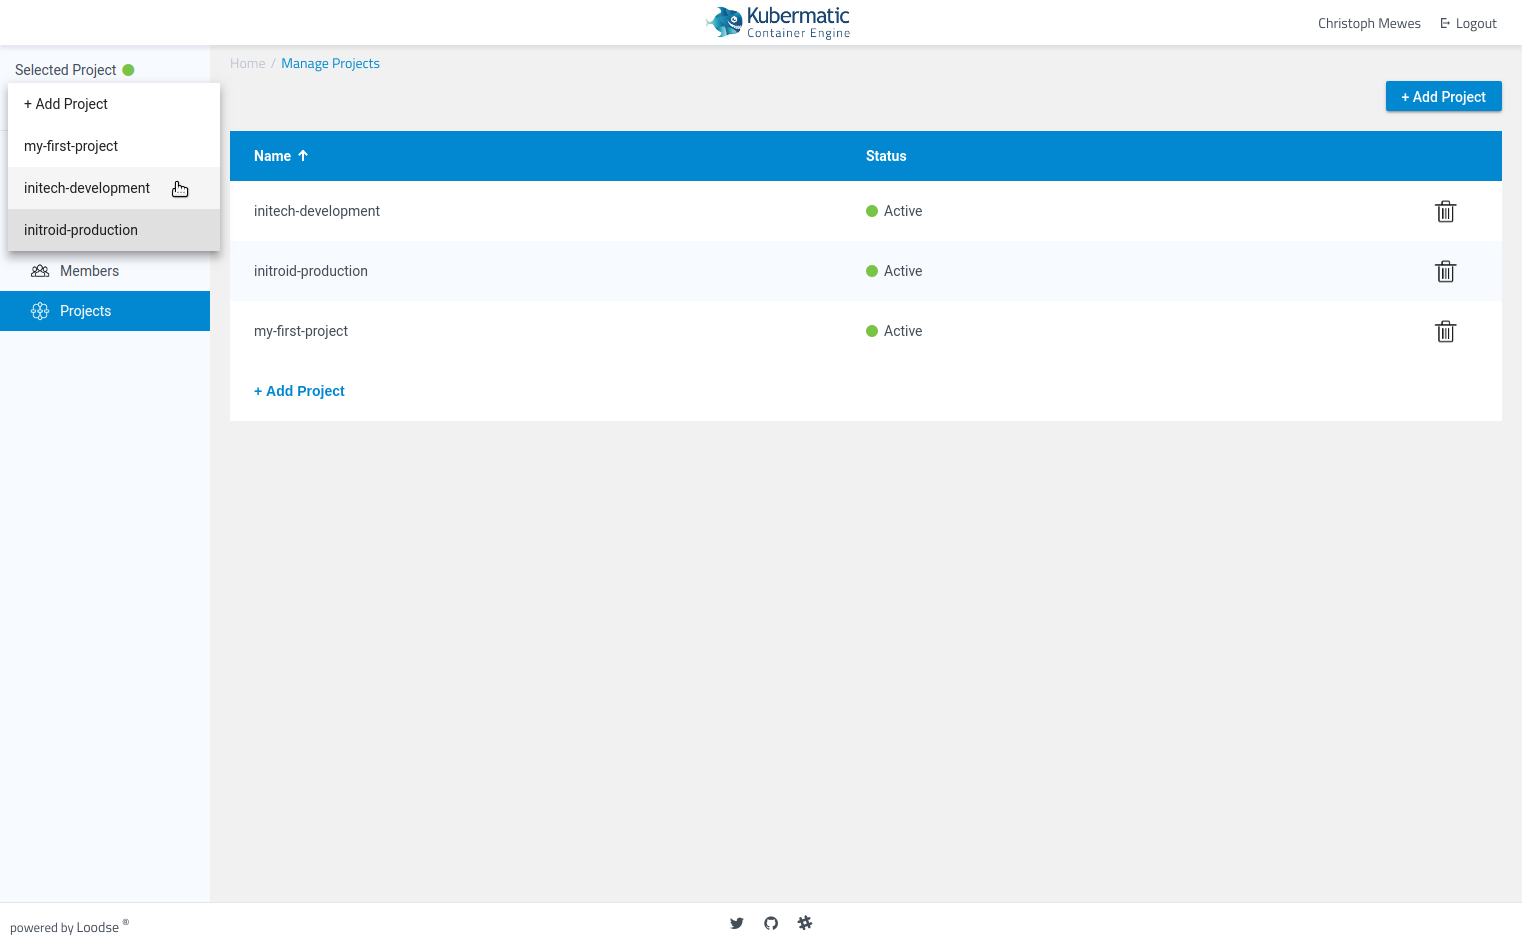 Kubermatic
Container Engine
Christoph Mewes
Logout
Selected Project
+ Add Project
my-first-project
initech-development
initroid-production
Members
Projects
Home / Manage Projects
+ Add Project
Name Status
initech-development Active
initroid-production Active
my-first-project Active
+ Add Project
powered by Loodse ®